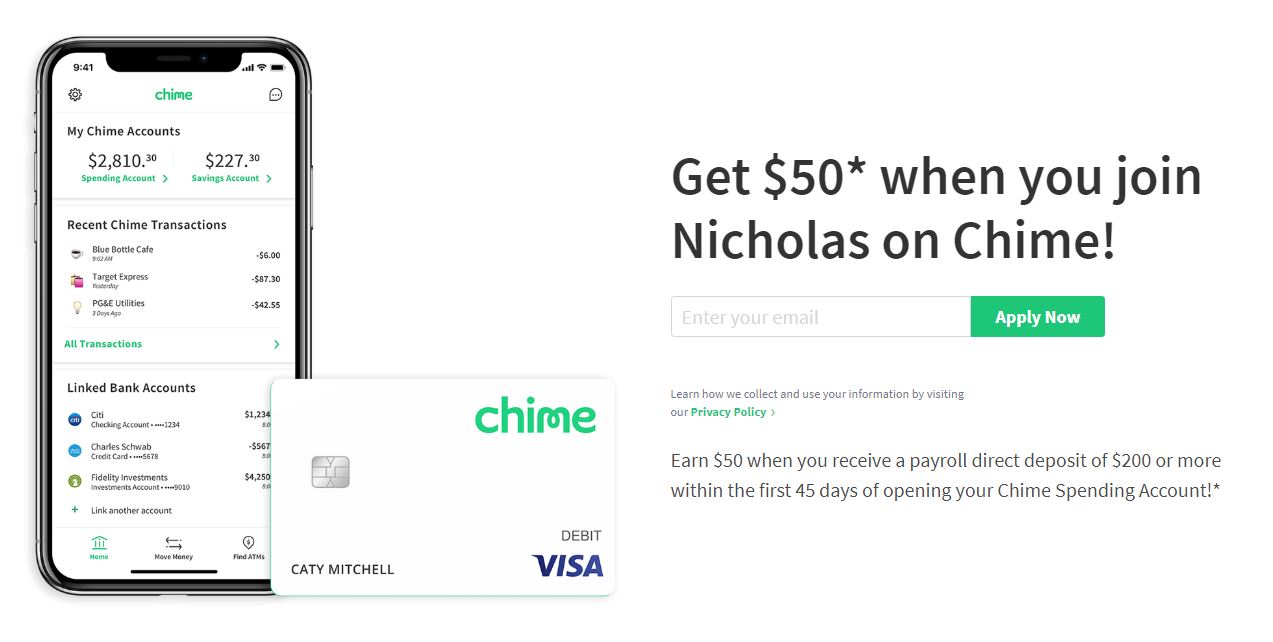 9:41
chime
My Chime Accounts
$2,810.30 $227.30
Spending Account > Savings Account >
Recent Chime Transactions
Blue Bottle Cafe -$6.00
9:02 AM
Target Express -$87.30
Yesterday
PG&E Utilities -$42.55
3 Days Ago
All Transactions >
Linked Bank Accounts
citi
Citi $1,234
Checking Account • ••••1234
Charles Schwab -$567
Credit Card • ••••5678
Fidelity Investments $4,250
Investments Account • ••••9010
+ Link another account
Home Move Money Find ATMs
chime
DEBIT
VISA
CATY MITCHELL
Get $50* when you join
Nicholas on Chime!
Enter your email Apply Now
Learn how we collect and use your information by visiting
our Privacy Policy >
Earn $50 when you receive a payroll direct deposit of $200 or more
within the first 45 days of opening your Chime Spending Account!*